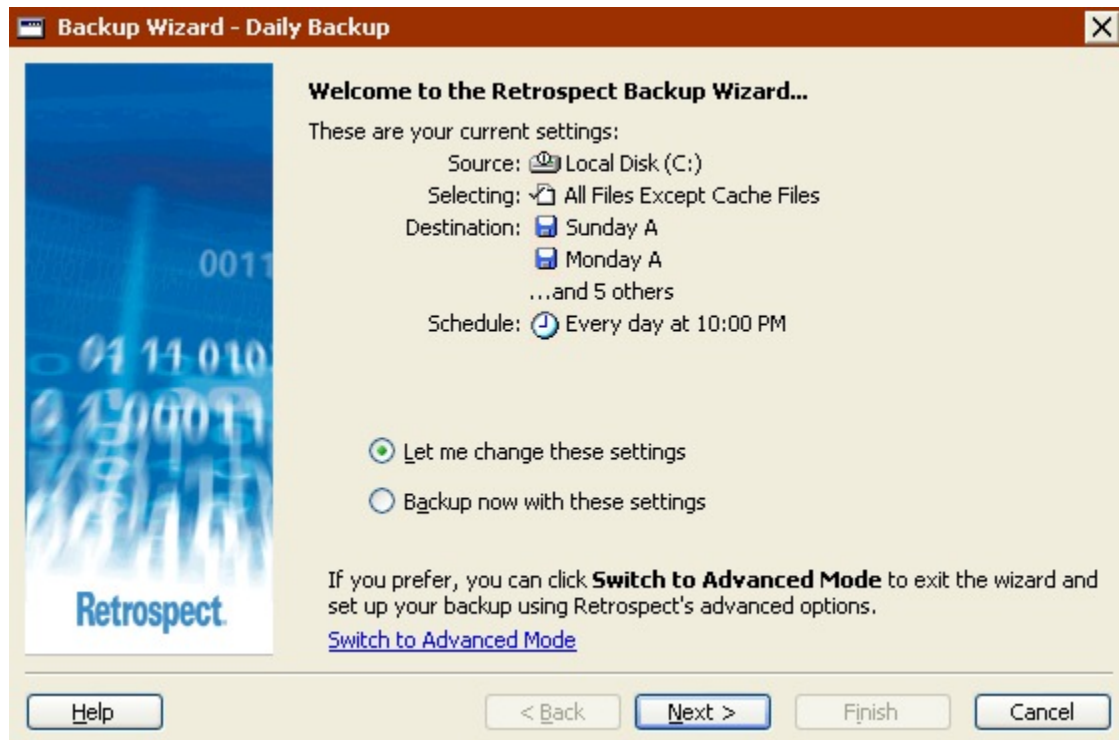 Backup Wizard - Daily Backup
Welcome to the Retrospect Backup Wizard...
These are your current settings:
Source: Local Disk (C:)
Selecting: All Files Except Cache Files
Destination: Sunday A
Monday A
...and 5 others
Schedule: Every day at 10:00 PM
0011
01 11 010
0 1 00011
Let me change these settings
Backup now with these settings
If you prefer, you can click Switch to Advanced Mode to exit the wizard and
set up your backup using Retrospect's advanced options.
Switch to Advanced Mode
Retrospect.
Help
< Back
Next >
Finish
Cancel